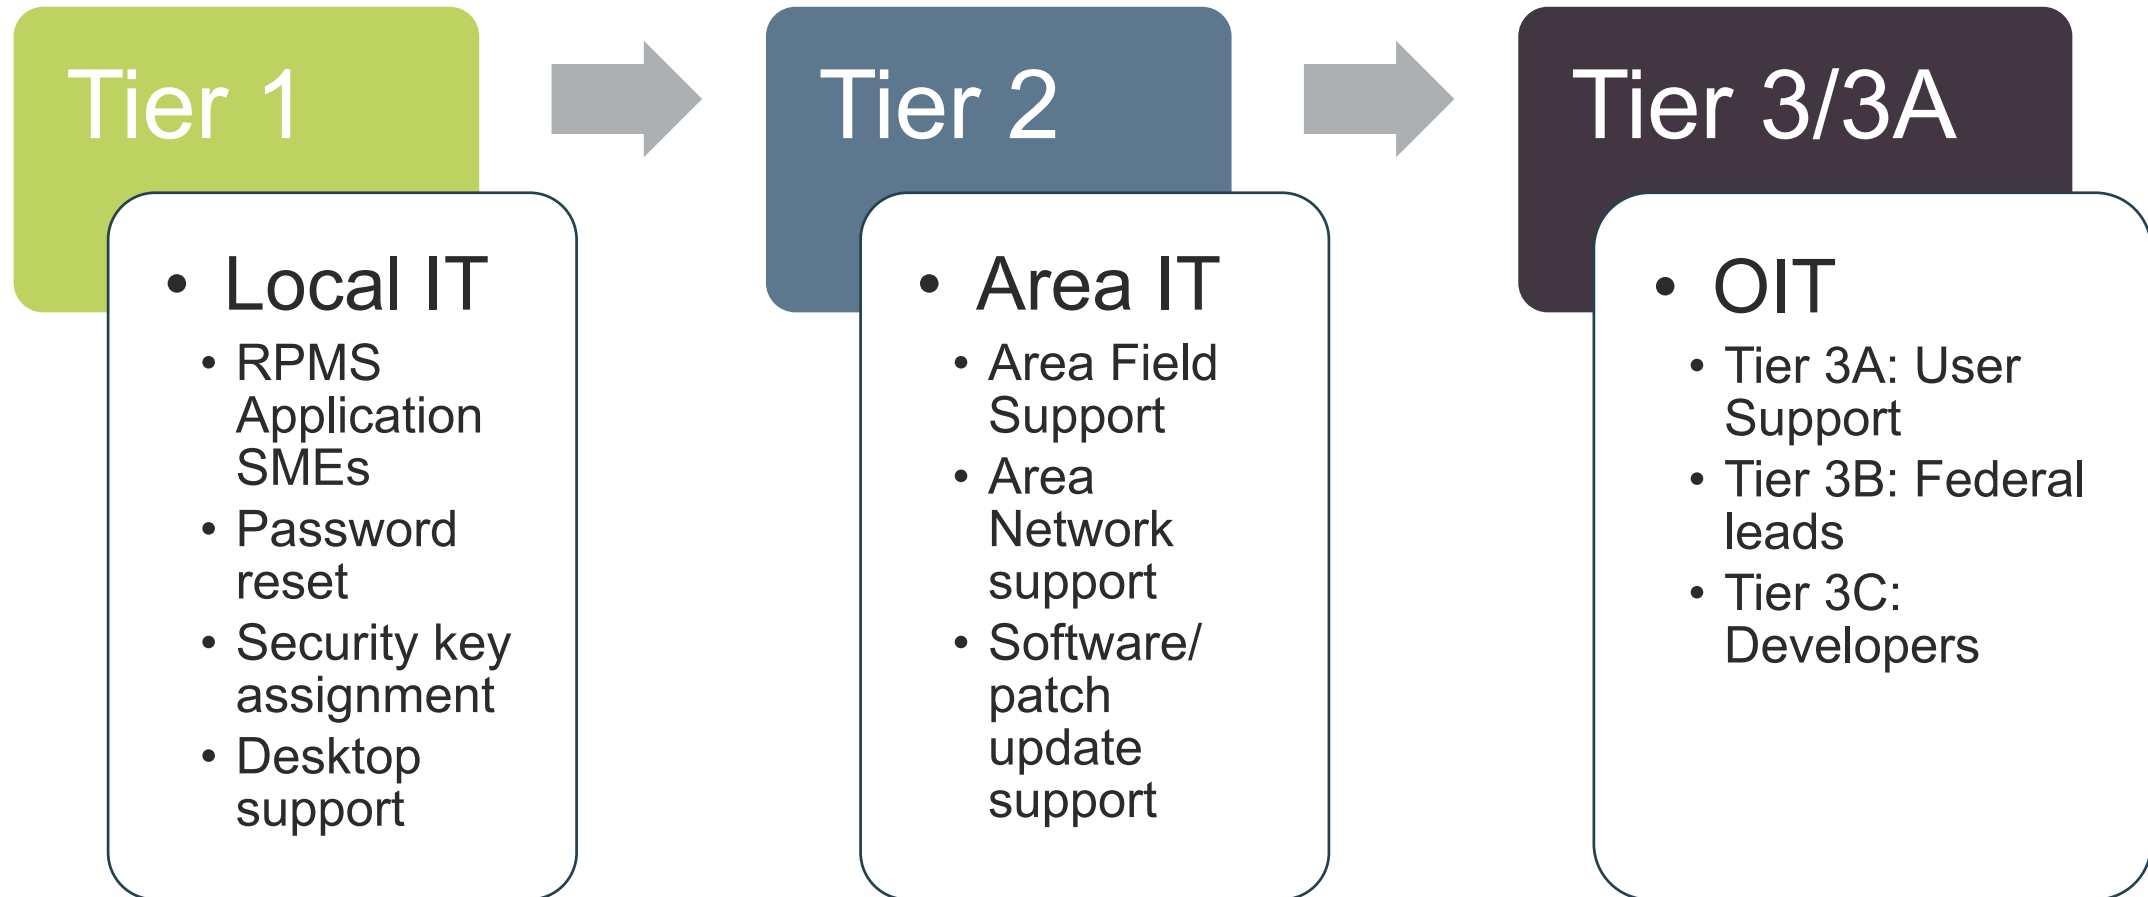 Tier 1
• Local IT
• RPMS
Application
SMEs
• Password
reset
• Security key
assignment
• Desktop
support
Tier 2
• Area IT
• Area Field
Support
• Area
Network
support
• Software/
patch
update
support
Tier 3/3A
• OIT
• Tier 3A: User
Support
• Tier 3B: Federal
leads
• Tier 3C:
Developers